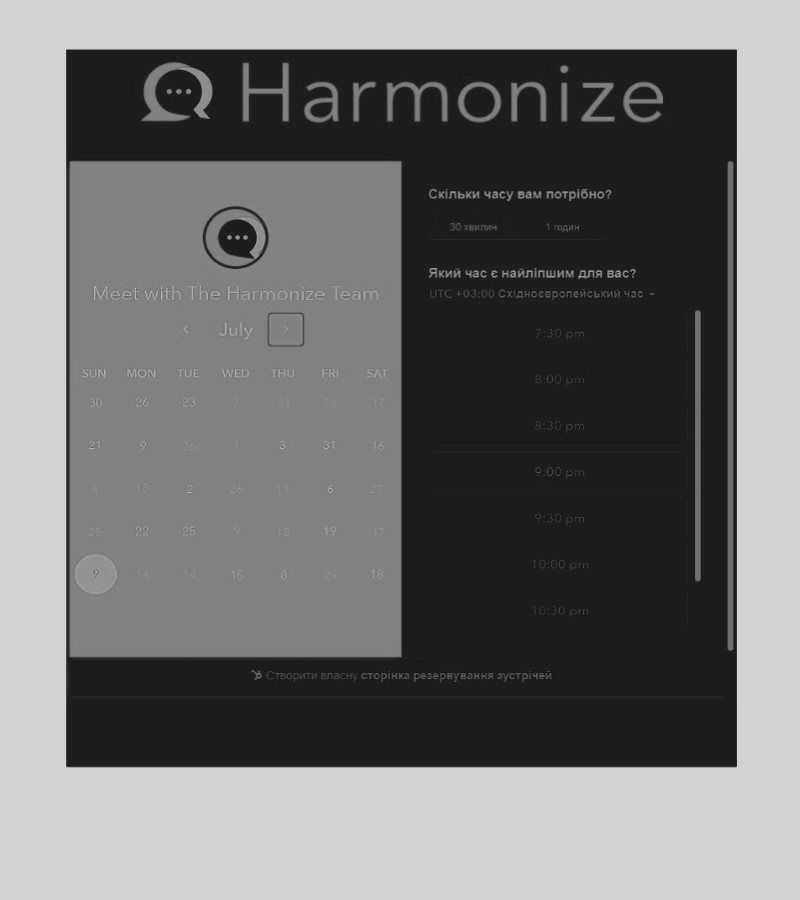 Harmonize
Meet with The Harmonize Team
July
SUN MON TUE WED THU FRI SAT
30 26 23 7 31 28 17
21 9 26 1 3 31 16
4 13 2 26 11 6 27
25 22 25 9 18 19 17
9 14 14 15 8 29 18
Скільки часу вам потрібно?
30 хвилин 1 годин
Який час є найліпшим для вас?
UTC +03:00 Східноєвропейський час
7:30 pm
8:00 pm
8:30 pm
9:00 pm
9:30 pm
10:00 pm
10:30 pm
Створити власну сторінка резервування зустрічей